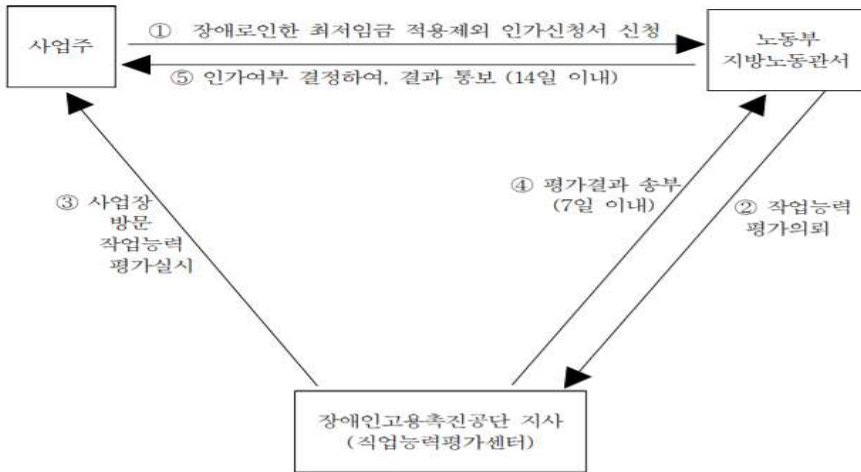 사업주
① 장애로인한 최저임금 적용제외 인가신청서 신청
노동부
지방노동관서
⑤ 인가여부 결정하여, 결과 통보 (14일 이내)
③ 사업장
방문
작업능력
평가실시
④ 평가결과 송부
(7일 이내)
② 작업능력
평가의뢰
장애인고용촉진공단 지사
(직업능력평가센터)